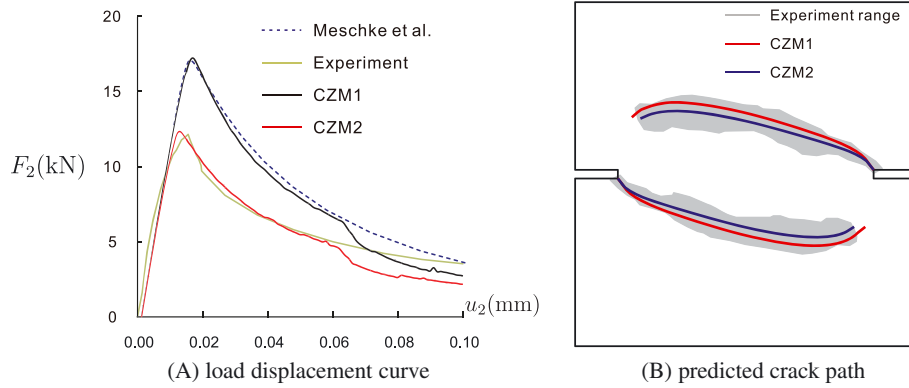 20
15
10
5
0
F₂(kN)
Meschke et al.
Experiment
CZM1
CZM2
u₂(mm)
0.00 0.02 0.04 0.06 0.08 0.10
(A) load displacement curve
Experiment range
CZM1
CZM2
(B) predicted crack path